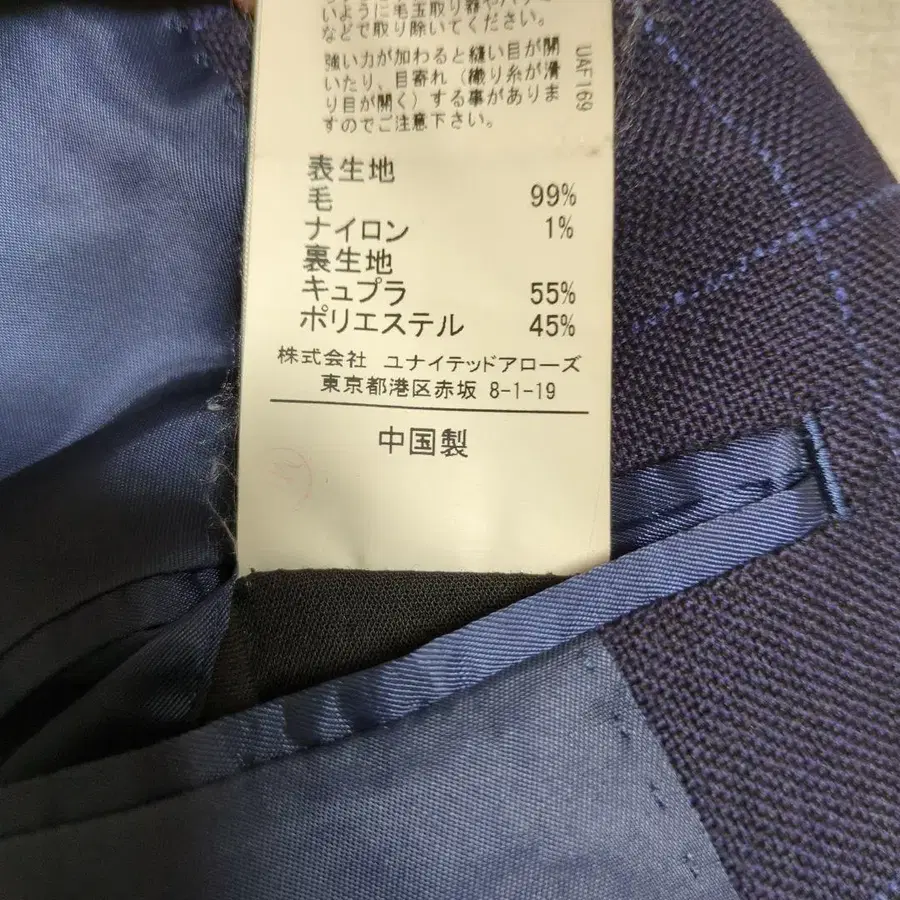 いように毛玉取り器やハサミ
などで取り除いてください。
強い力が加わると縫い目が開
いたり、目寄れ（織り糸が滑
り目が開く）する事がありま
すのでご注意下さい。
UAF169
表生地
毛 99%
ナイロン 1%
裏生地
キュプラ 55%
ポリエステル 45%
株式会社 ユナイテッドアローズ
東京都港区赤坂 8-1-19
中国製